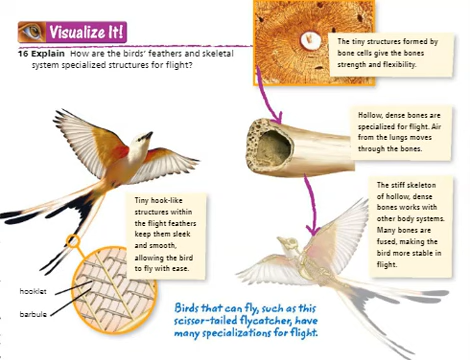 Visualize It!
16 Explain How are the birds' feathers and skeletal
system specialized structures for flight?
The tiny structures formed by
bone cells give the bones
strength and flexibility.
Hollow, dense bones are
specialized for flight. Air
from the lungs moves
through the bones.
The stiff skeleton
of hollow, dense
bones works with
other body systems.
Many bones are
fused, making the
bird more stable in
flight.
Tiny hook-like
structures within
the flight feathers
keep them sleek
and smooth,
allowing the bird
to fly with ease.
hooklet
barbule
Birds that can fly, such as this
scissor-tailed flycatcher, have
many specializations for flight.